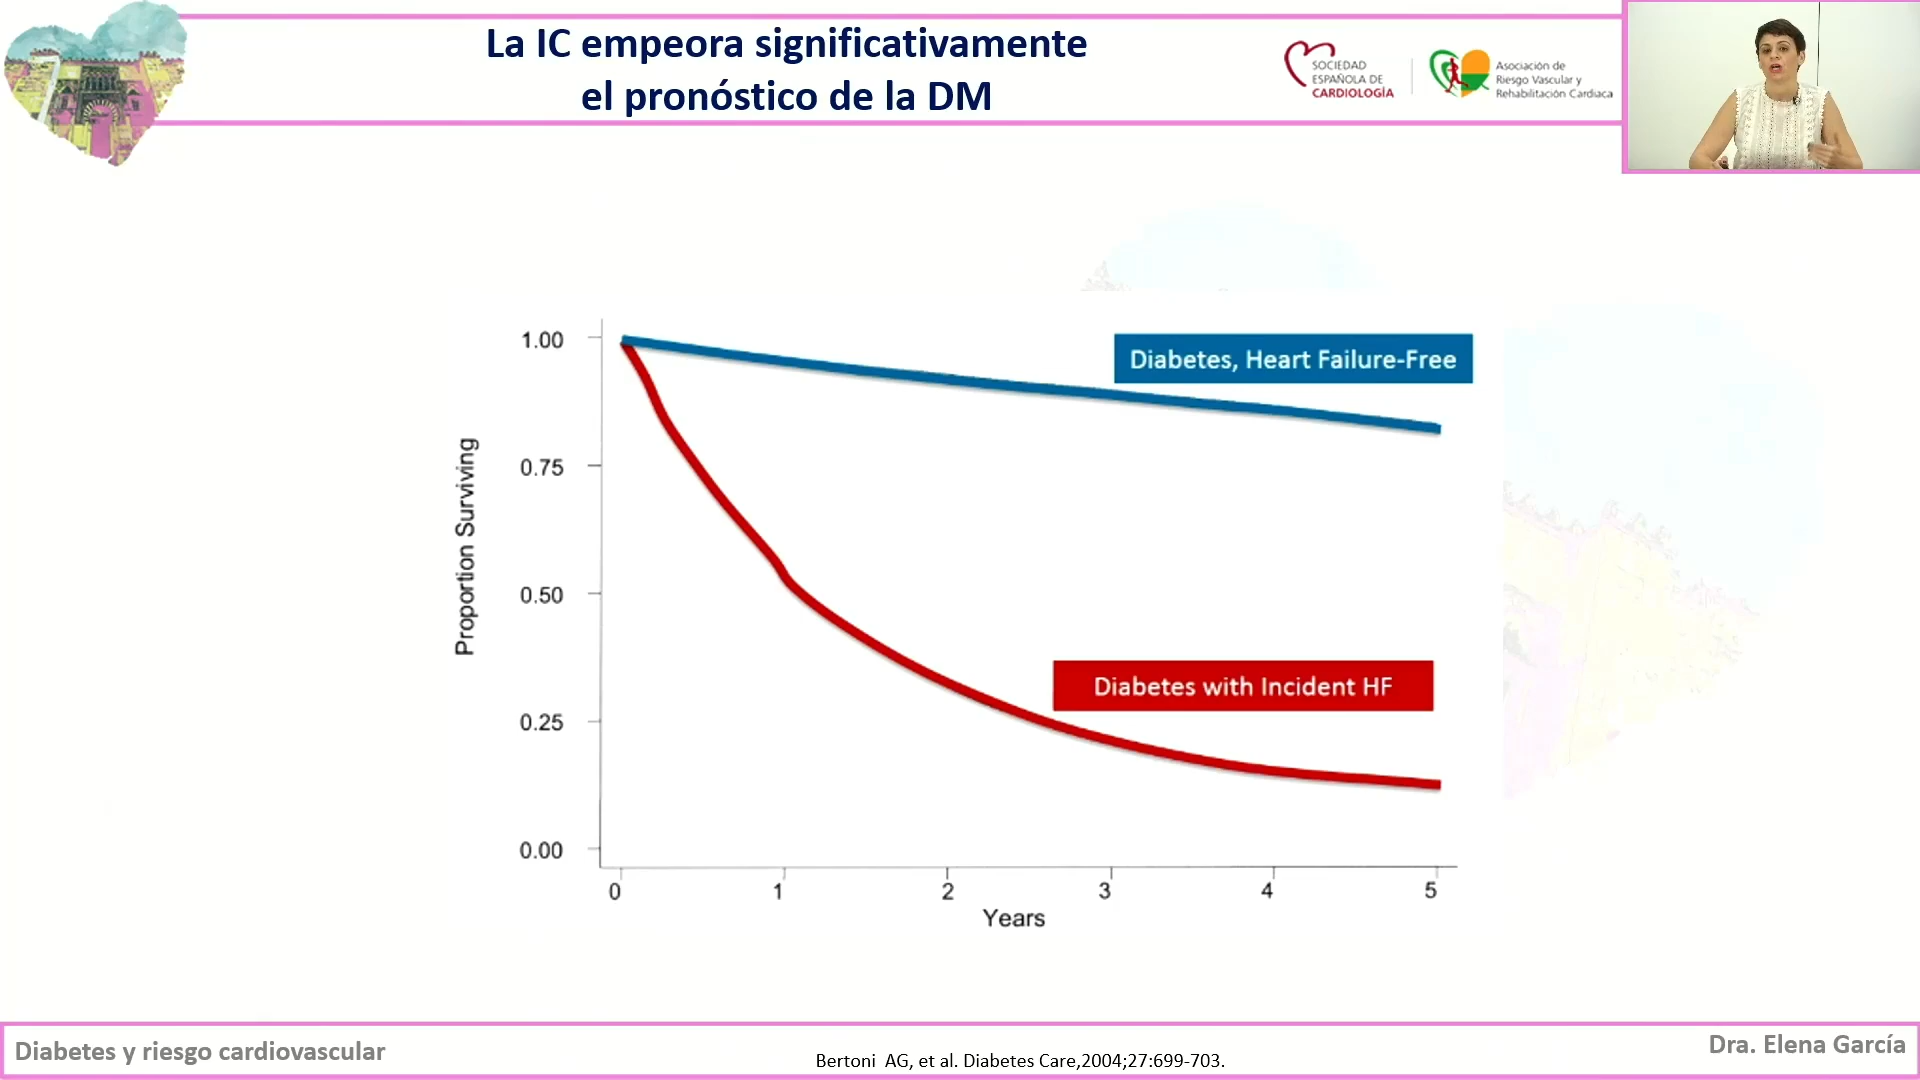 La IC empeora significativamente
el pronóstico de la DM
SOCIEDAD
ESPAÑOLA DE
CARDIOLOGÍA
Asociación de
Riesgo Vascular y
Rehabilitación Cardiaca
7
Proportion Surviving
1.00
0.75
0.50
0.25
0.00
Diabetes, Heart Failure-Free
Diabetes with Incident HF
0 1 2 3 4 5
Years
Diabetes y riesgo cardiovascular
Bertoni AG, et al. Diabetes Care,2004;27:699-703.
Dra. Elena García